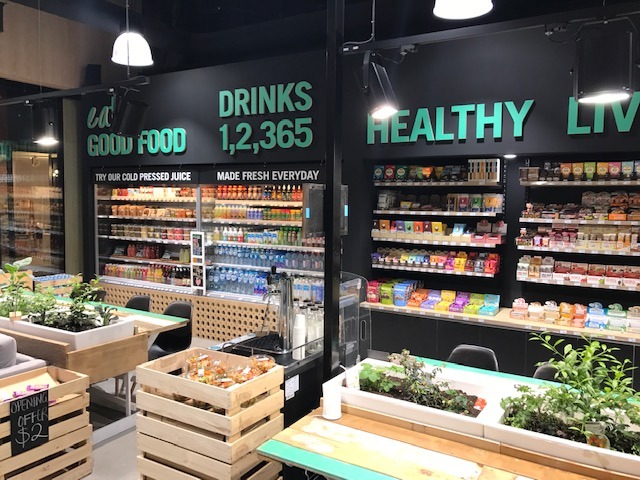 eat
GOOD FOOD
DRINKS
1,2,365
HEALTHY LIV
TRY OUR COLD PRESSED JUICE
MADE FRESH EVERYDAY
OPENING
OFFER
$2